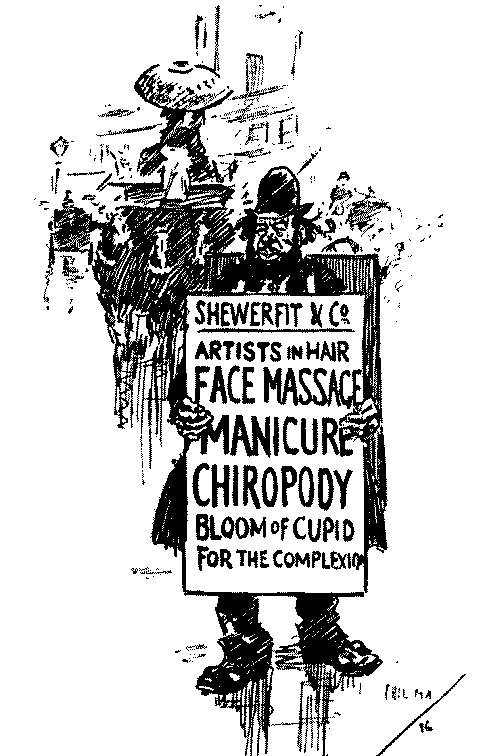 SHEWERFIT & Co
ARTISTS IN HAIR
FACE MASSAGE
MANICURE
CHIROPODY
BLOOM OF CUPID
FOR THE COMPLEXION